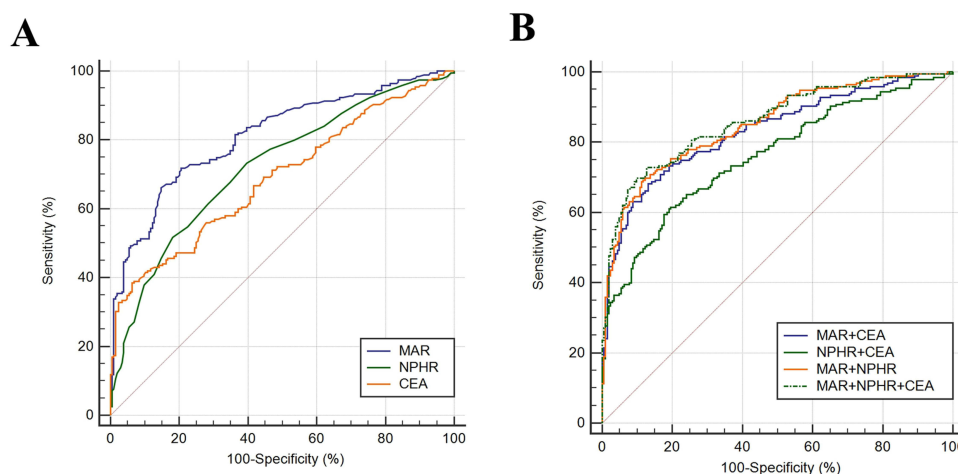 A
100
80
60
40
20
0
Sensitivity (%)
0 20 40 60 80 100
100-Specificity (%)
MAR
NPHR
CEA
B
100
80
60
40
20
0
Sensitivity (%)
0 20 40 60 80 100
100-Specificity (%)
MAR+CEA
NPHR+CEA
MAR+NPHR
MAR+NPHR+CEA